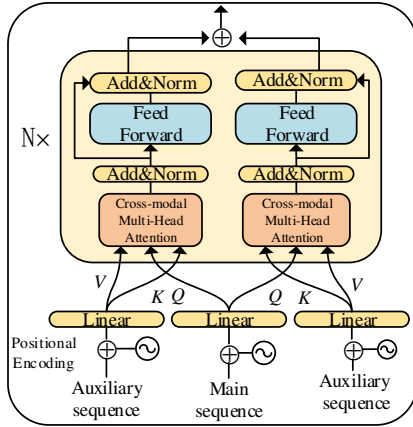 Add&Norm
Add&Norm
Feed
Forward
Feed
Forward
N×
Add&Norm
Add&Norm
Cross-modal
Multi-Head
Attention
Cross-modal
Multi-Head
Attention
V
K
Q
Q
K
V
Linear
Linear
Linear
Positional
Encoding
Auxiliary
sequence
Main
sequence
Auxiliary
sequence